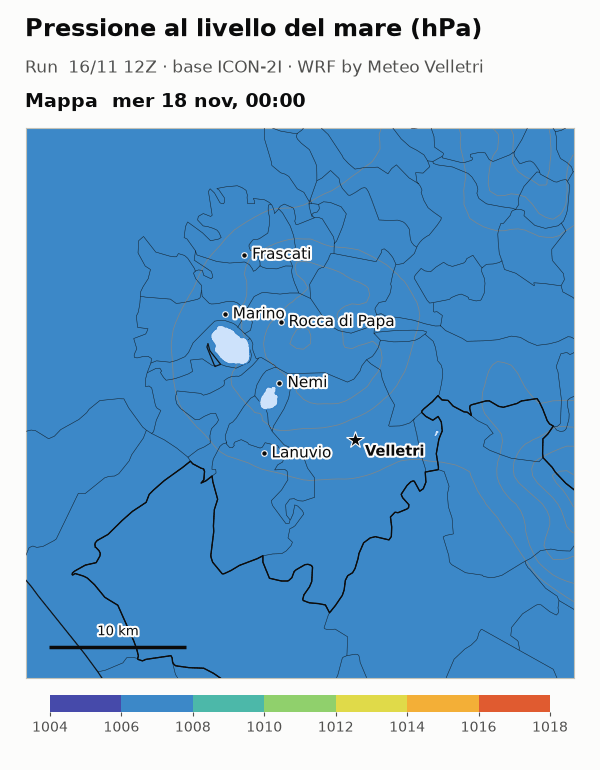 Pressione al livello del mare (hPa)
Run  16/11 12Z · base ICON-2I · WRF by Meteo Velletri
Mappa  mer 18 nov, 00:00
Frascati
Marino
Rocca di Papa
Nemi
Velletri
Lanuvio
10 km
1004 1006 1008 1010 1012 1014 1016 1018